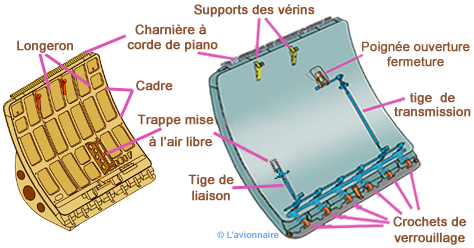 Supports des vérins
Charnière à
corde de piano
Longeron
Poignée ouverture
fermeture
Cadre
tige de
transmission
Trappe mise
à l'air libre
Tige de
liaison
Crochets de
verrouillage
© L'avionnaire